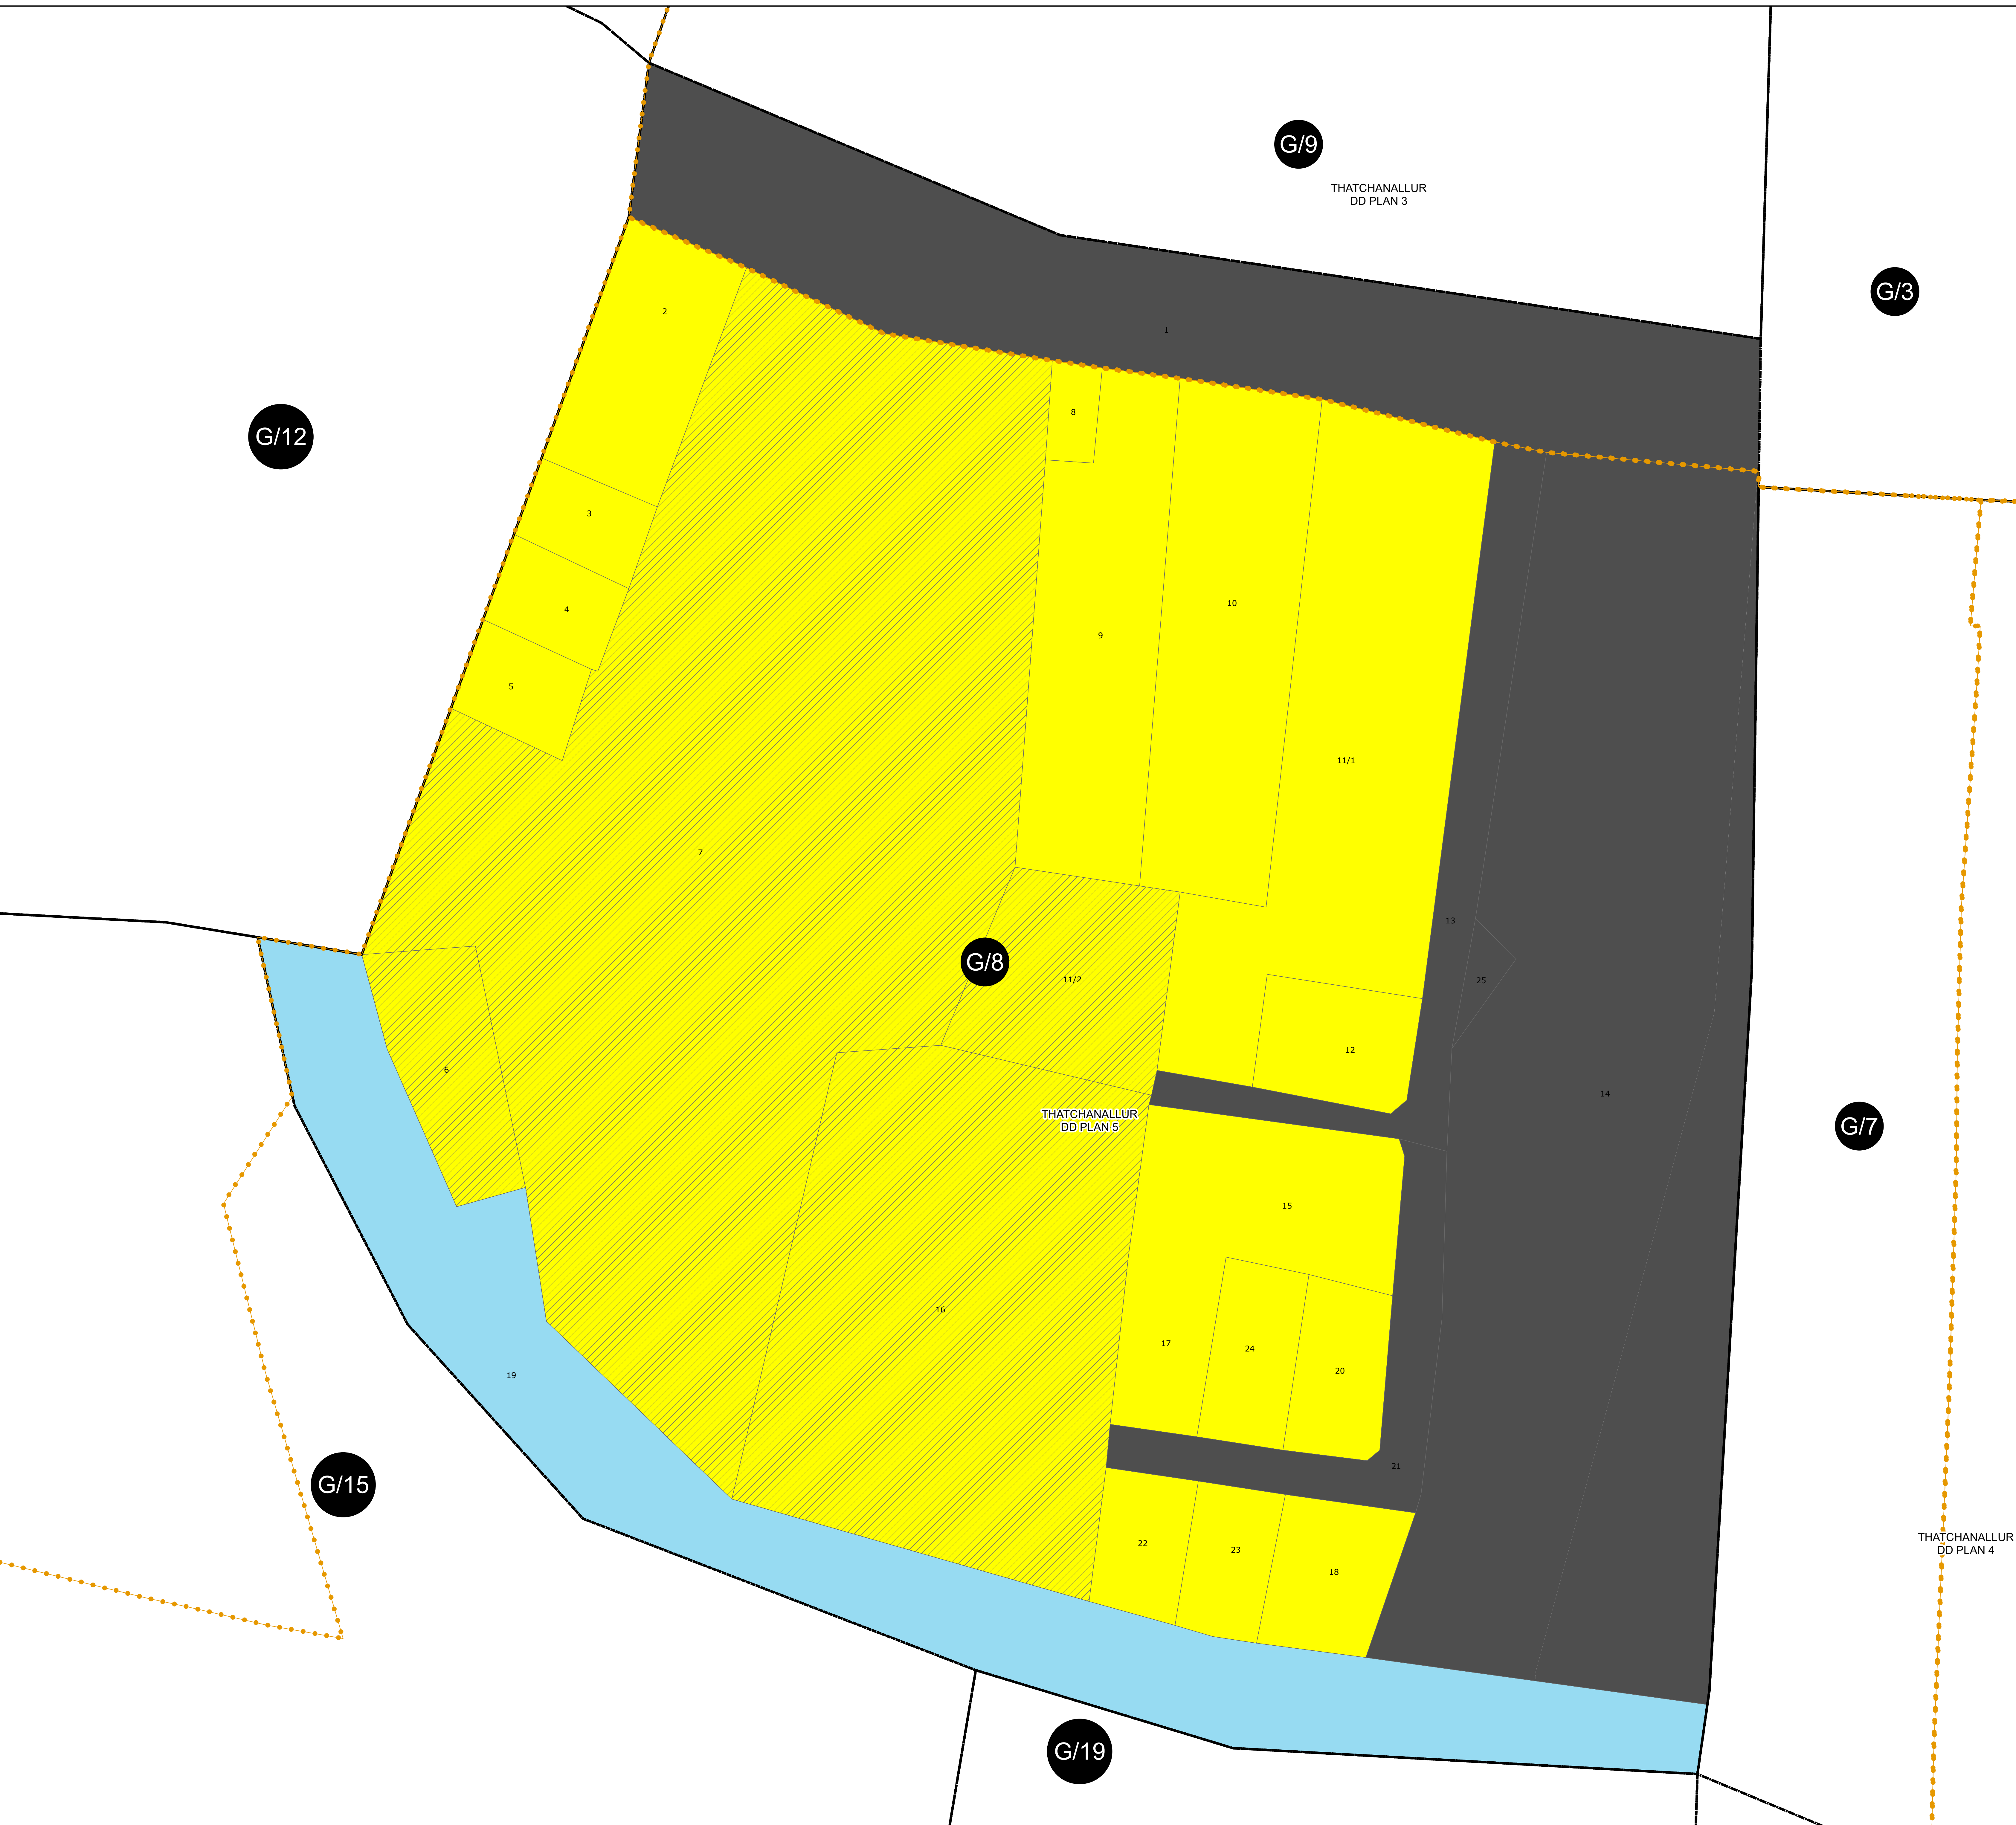 G/9
THATCHANALLUR
DD PLAN 3
G/3
2
1
8
G/12
3
10
4
9
5
11/1
7
13
G/8
11/2
25
12
6
14
THATCHANALLUR
DD PLAN 5
G/7
15
16
17
24
20
19
21
G/15
THATCHANALLUR
DD PLAN 4
22
23
18
G/19